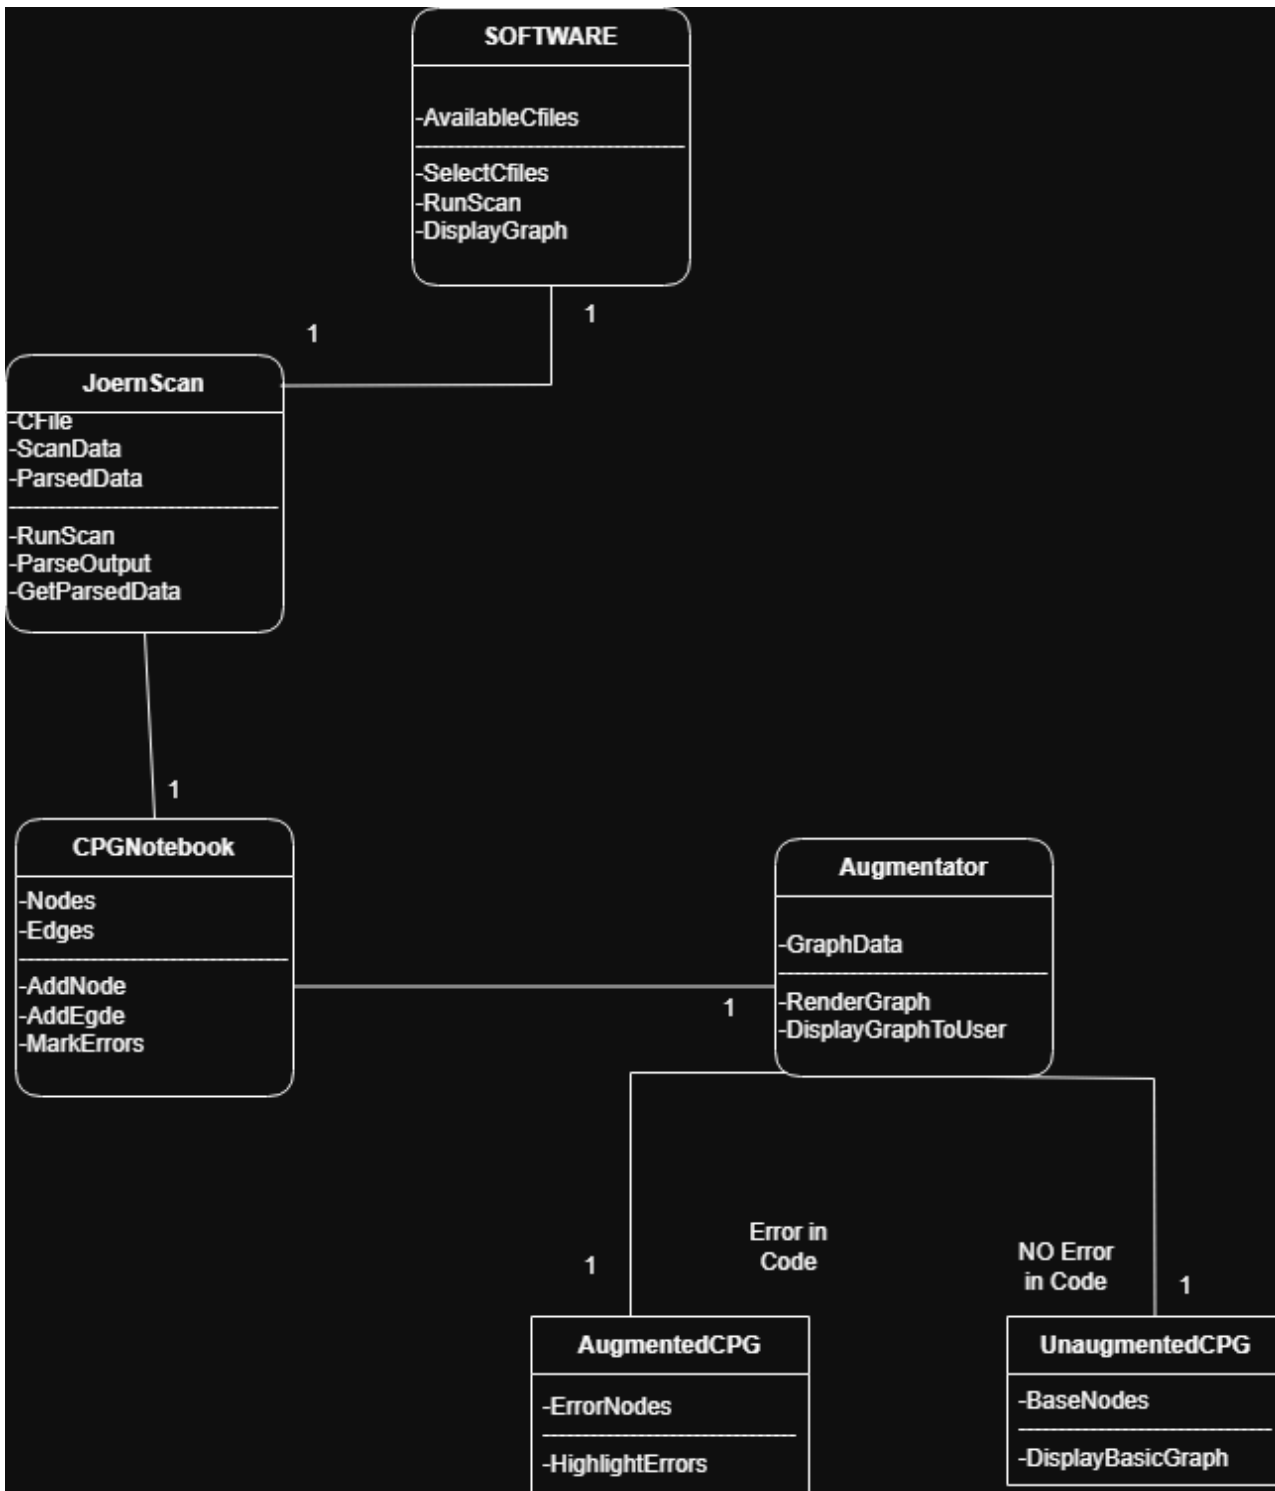 SOFTWARE
-AvailableCfiles
-SelectCfiles
-RunScan
-DisplayGraph
1
1
JoernScan
-CFile
-ScanData
-ParsedData
-RunScan
-ParseOutput
-GetParsedData
1
CPGNotebook
-Nodes
-Edges
-AddNode
-AddEgde
-MarkErrors
1
Augmentator
-GraphData
-RenderGraph
-DisplayGraphToUser
Error in
Code
1
NO Error
in Code
1
AugmentedCPG
-ErrorNodes
-HighlightErrors
UnaugmentedCPG
-BaseNodes
-DisplayBasicGraph